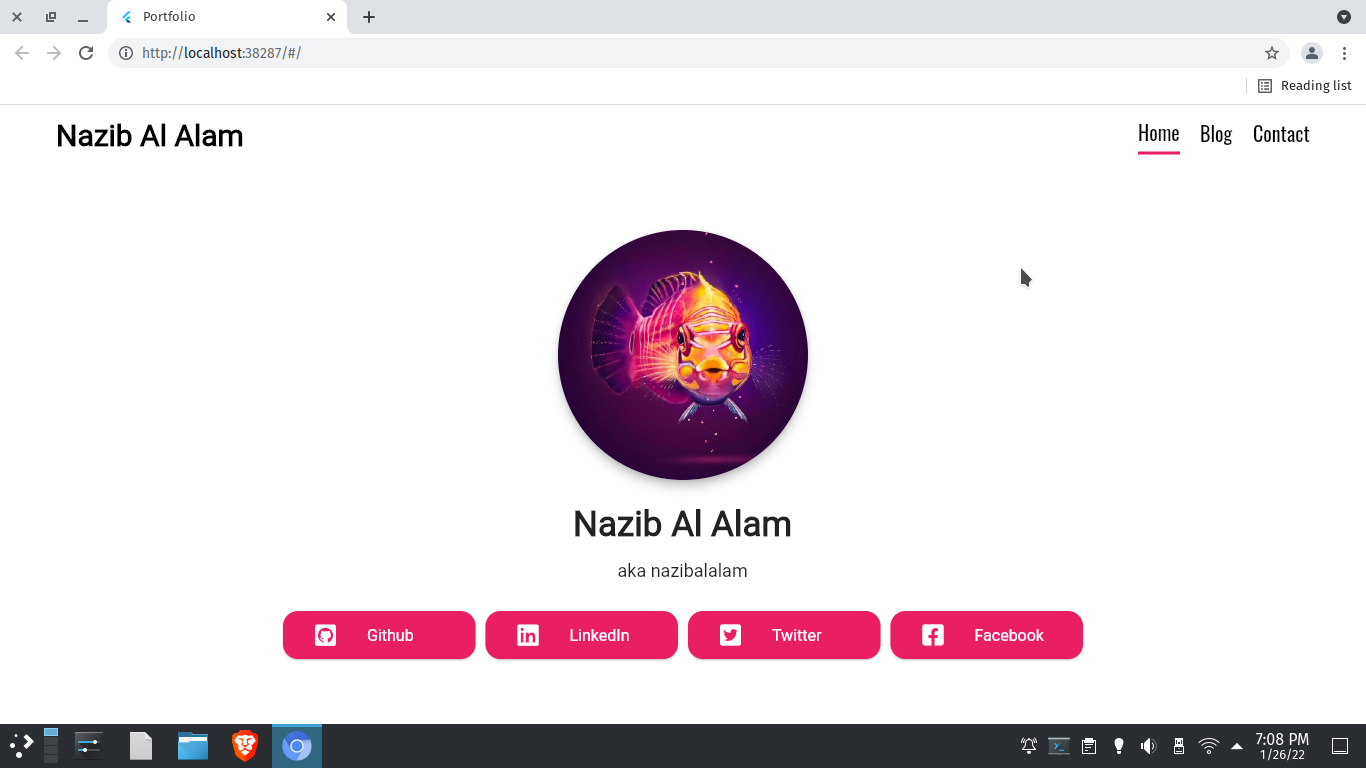 Portfolio
http://localhost:38287/#/
Reading list
Nazib Al Alam
Home Blog Contact
Nazib Al Alam
aka nazibalalam
Github LinkedIn Twitter Facebook
7:08 PM
1/26/22